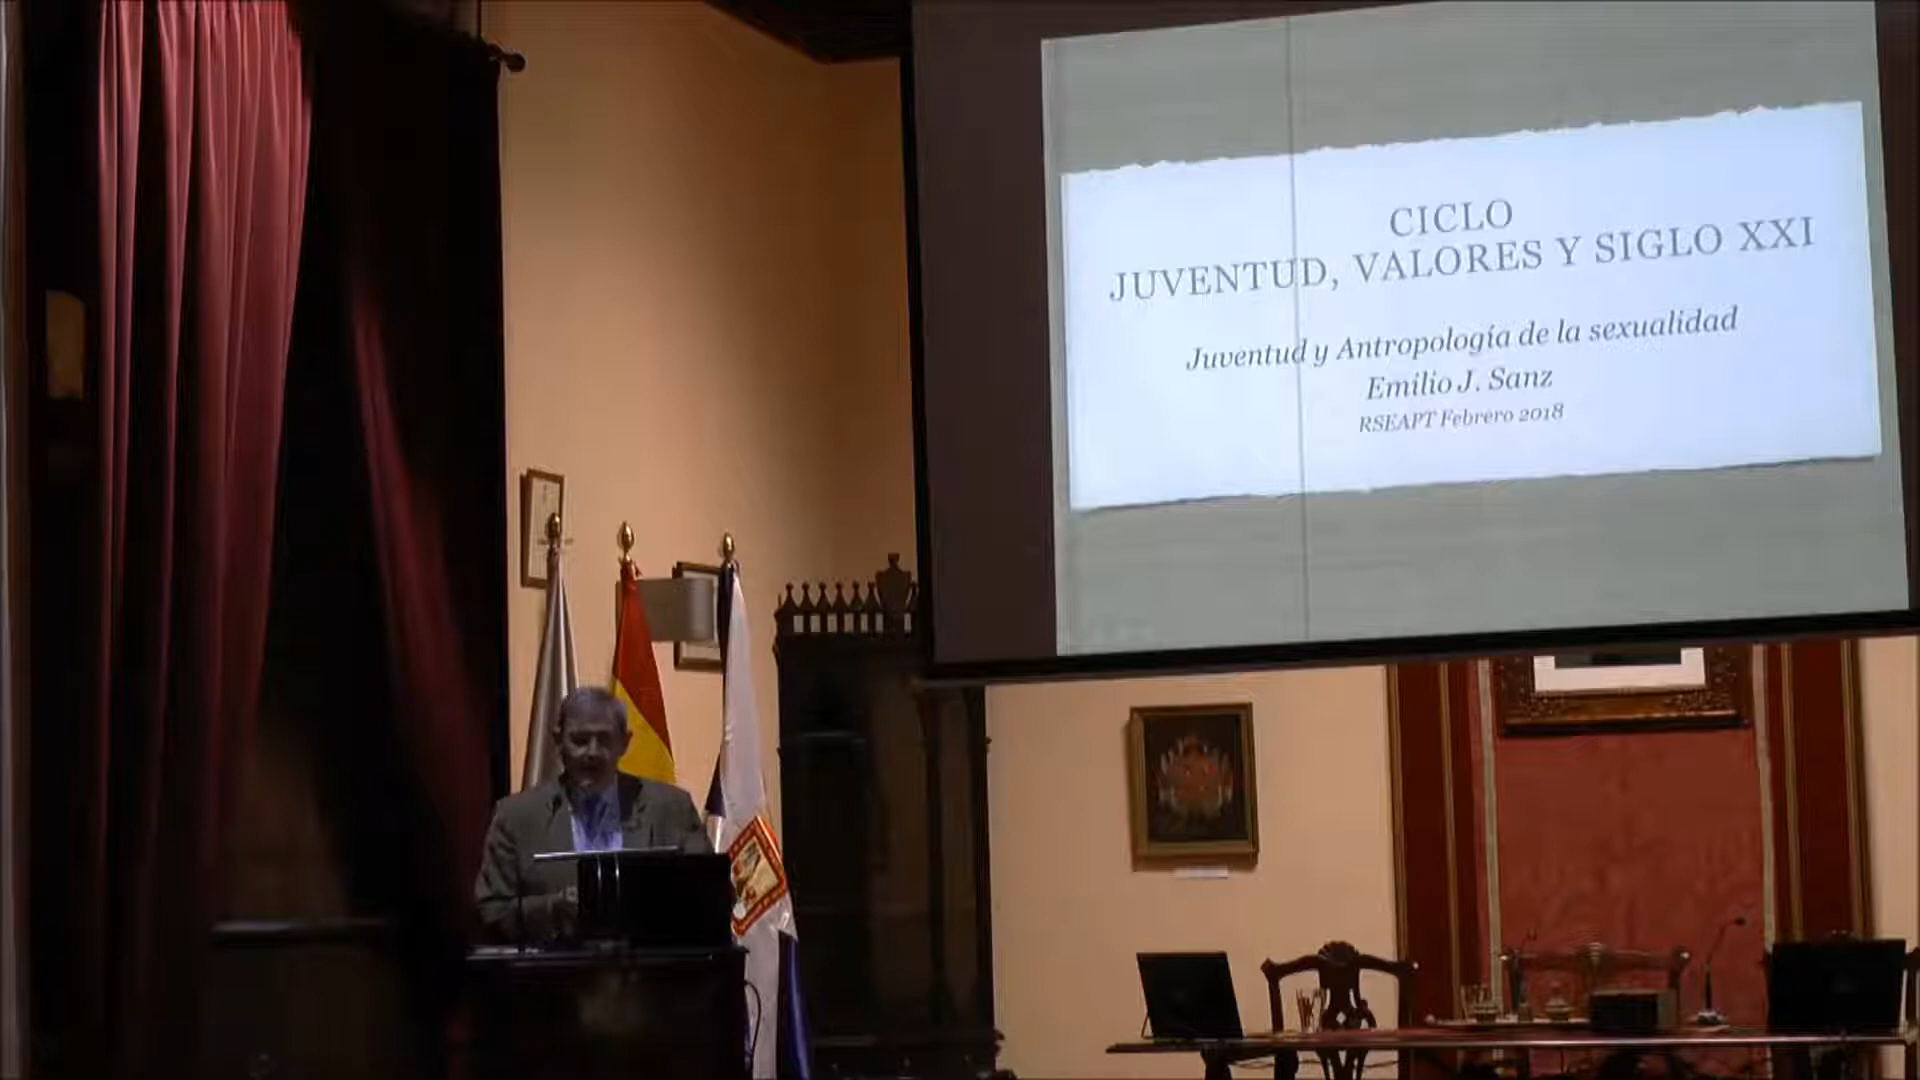 CICLO
JUVENTUD, VALORES Y SIGLO XXI
Juventud y Antropología de la sexualidad
Emilio J. Sanz
RSEAPT Febrero 2018